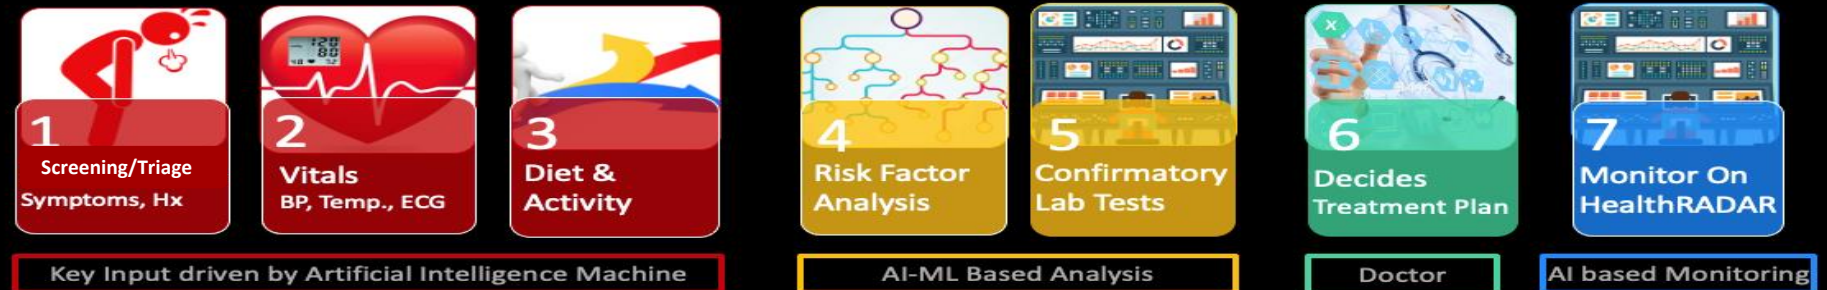 1
Screening/Triage
Symptoms, Hx
2
Vitals
BP, Temp., ECG
3
Diet &
Activity
4
Risk Factor
Analysis
5
Confirmatory
Lab Tests
6
Decides
Treatment Plan
7
Monitor On
HealthRADAR
Key Input driven by Artificial Intelligence Machine
AI-ML Based Analysis
Doctor
AI based Monitoring